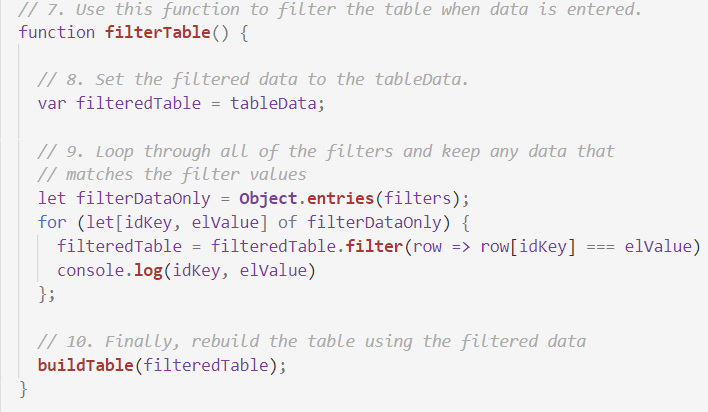 // 7. Use this function to filter the table when data is entered.
function filterTable() {
// 8. Set the filtered data to the tableData.
var filteredTable = tableData;
// 9. Loop through all of the filters and keep any data that
// matches the filter values
let filterDataOnly = Object.entries(filters);
for (let[idKey, elValue] of filterDataOnly) {
filteredTable = filteredTable.filter(row => row[idKey] === elValue)
console.log(idKey, elValue)
};
// 10. Finally, rebuild the table using the filtered data
buildTable(filteredTable);
}